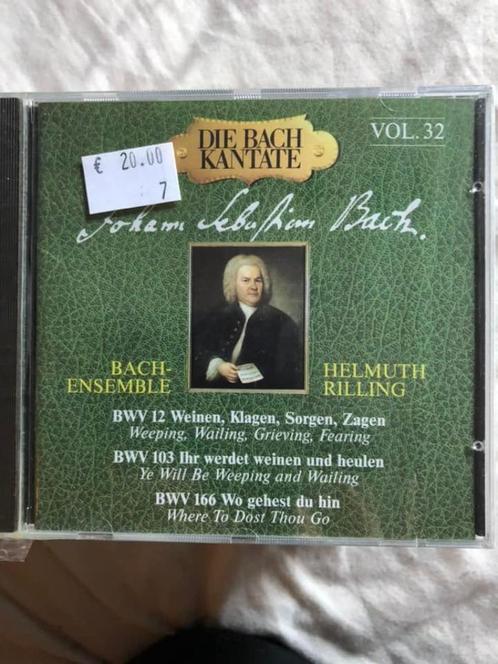 DIE BACH
KANTATE
VOL. 32
€ 20.00
7
Johann Sebastian Bach.
BACH-
ENSEMBLE
HELMUTH
RILLING
BWV 12 Weinen, Klagen, Sorgen, Zagen
Weeping, Wailing, Grieving, Fearing
BWV 103 Ihr werdet weinen und heulen
Ye Will Be Weeping and Wailing
BWV 166 Wo gehest du hin
Where To Dost Thou Go